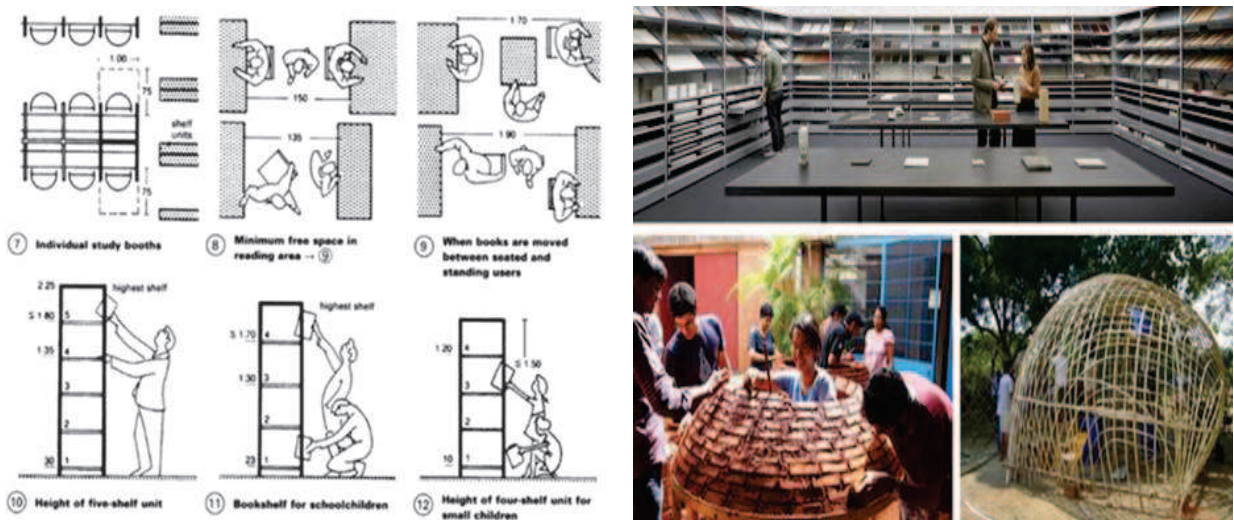 1.00
75
shelf
units
75
7 Individual study booths
150
135
8 Minimum free space in
reading area → 9
1.70
1.90
9 When books are moved
between seated and
standing users
2.25
highest shelf
≤ 1.80
5
1.35
4
3
2
30
1
10 Height of five-shelf unit
highest shelf
≤ 1.70
4
1.30
3
2
23
1
11 Bookshelf for schoolchildren
1.20
4
≤ 1.50
3
2
10
1
12 Height of four-shelf unit for
small children